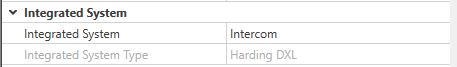 Integrated System
Integrated System Intercom
Integrated System Type Harding DXL